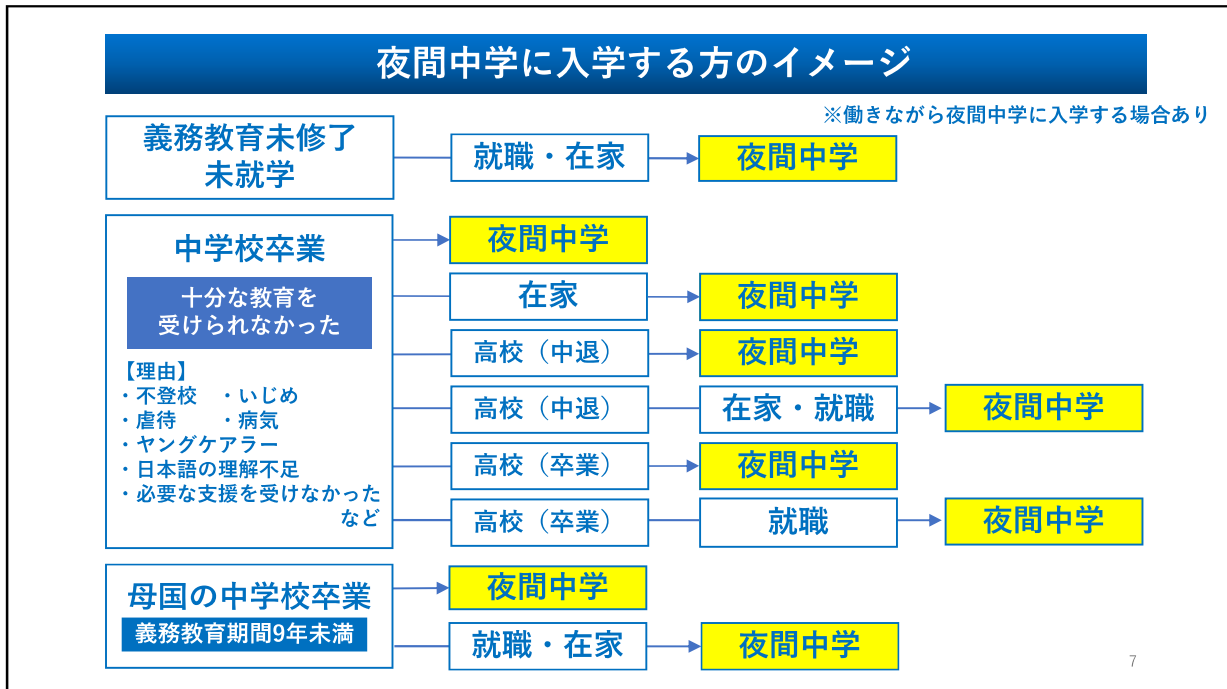 夜間中学に入学する方のイメージ
※働きながら夜間中学に入学する場合あり
義務教育未修了
未就学
就職・在家
夜間中学
中学校卒業
十分な教育を
受けられなかった
【理由】
・不登校　・いじめ
・虐待　　・病気
・ヤングケアラー
・日本語の理解不足
・必要な支援を受けなかった
など
夜間中学
在家
夜間中学
高校（中退）
夜間中学
高校（中退）
在家・就職
夜間中学
高校（卒業）
夜間中学
高校（卒業）
就職
夜間中学
母国の中学校卒業
義務教育期間9年未満
夜間中学
就職・在家
夜間中学
7